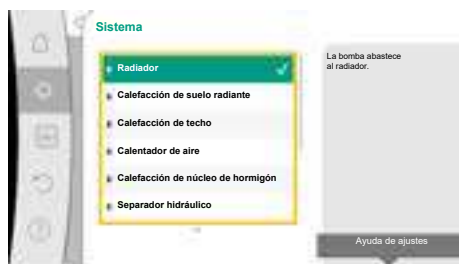 Sistema
Radiador
La bomba abastece
al radiador.
Calefacción de suelo radiante
Calefacción de techo
Calentador de aire
Calefacción de núcleo de hormigón
Separador hidráulico
Ayuda de ajustes